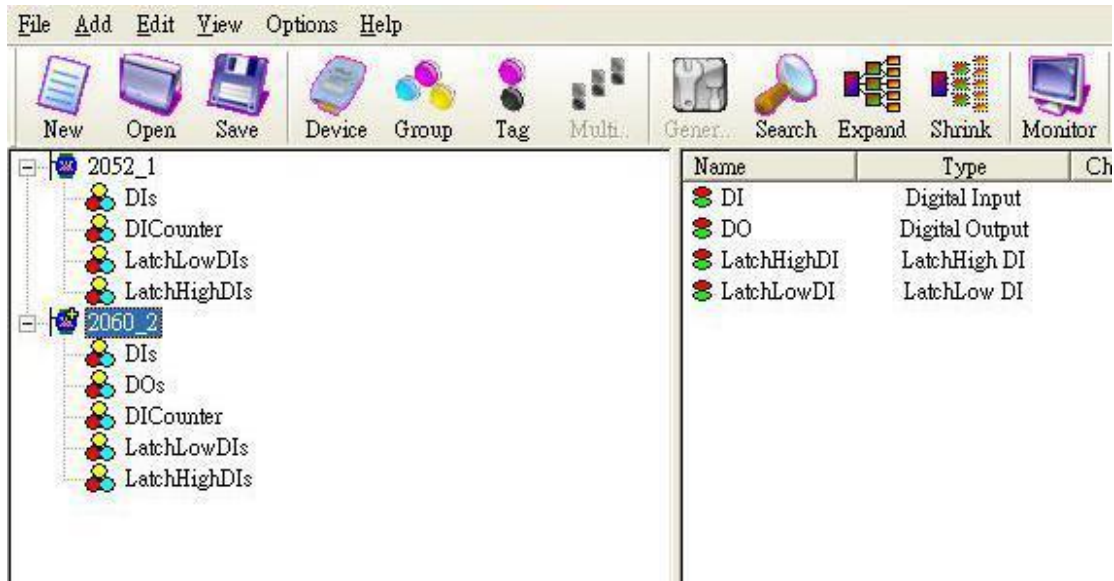 File Add Edit View Options Help
New Open Save Device Group Tag Multi.. Gener.. Search Expand Shrink Monitor
2052_1
DIs
DICounter
LatchLowDIs
LatchHighDIs
2060_2
DIs
DOs
DICounter
LatchLowDIs
LatchHighDIs
Name Type Ch
DI Digital Input
DO Digital Output
LatchHighDI LatchHigh DI
LatchLowDI LatchLow DI